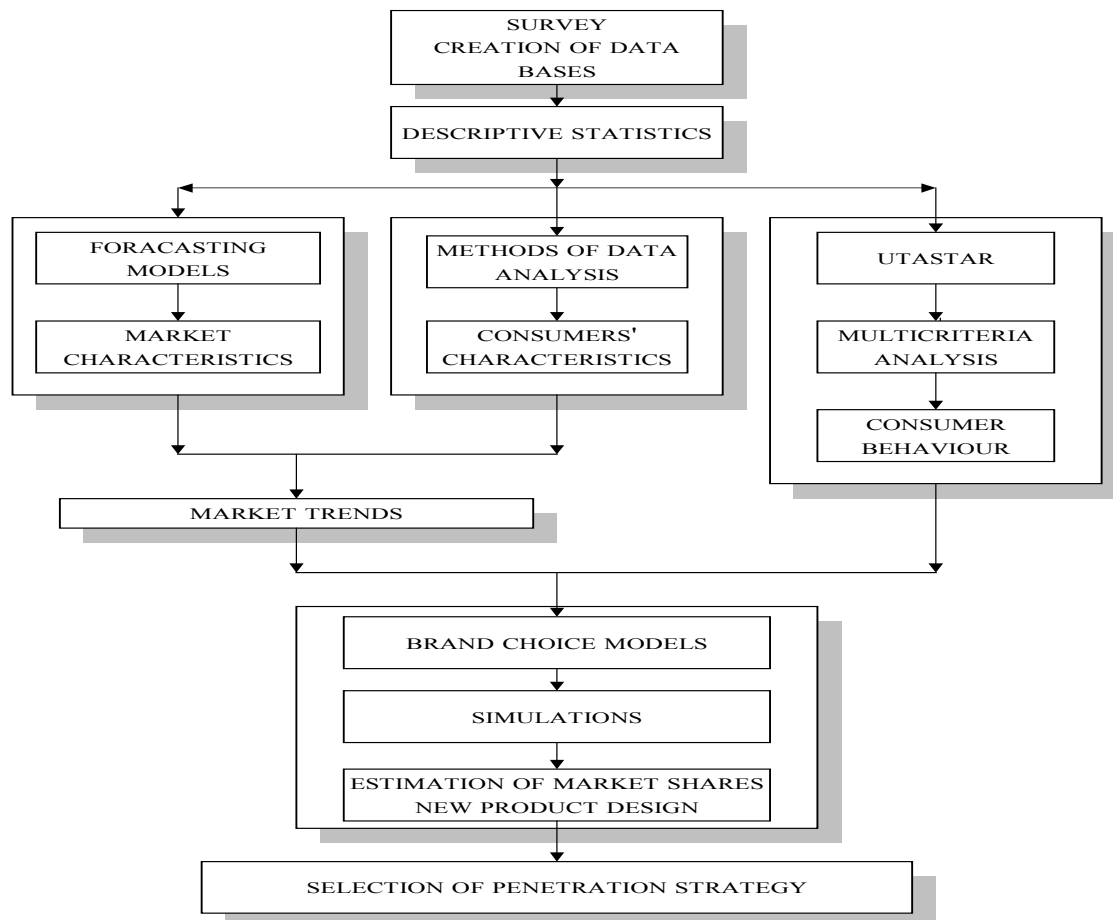 SURVEY
CREATION OF DATA
BASES
DESCRIPTIVE STATISTICS
FORACASTING
MODELS
MARKET
CHARACTERISTICS
METHODS OF DATA
ANALYSIS
CONSUMERS'
CHARACTERISTICS
UTASTAR
MULTICRITERIA
ANALYSIS
CONSUMER
BEHAVIOUR
MARKET TRENDS
BRAND CHOICE MODELS
SIMULATIONS
ESTIMATION OF MARKET SHARES
NEW PRODUCT DESIGN
SELECTION OF PENETRATION STRATEGY